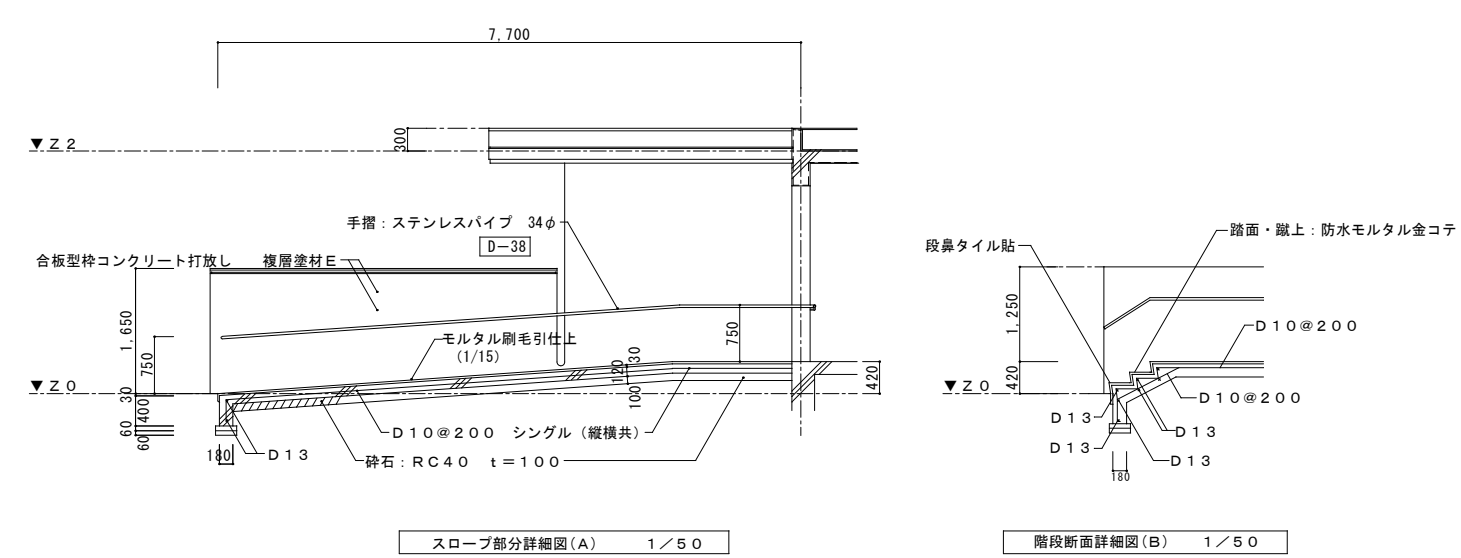 7,700
300
▼Z2
手摺：ステンレスパイプ 34φ
D−38
合板型枠コンクリート打放し
複層塗材E
1,650
750
モルタル刷毛引仕上
(1/15)
750
30
120
100
420
▼Z0
30
400
60
60
180
D13
D10@200 シングル（縦横共）
砕石：RC40 t＝100
スロープ部分詳細図(A) 1／50
段鼻タイル貼
踏面・蹴上：防水モルタル金コテ
1,250
420
▼Z0
D10@200
D10@200
D13
D13
D13
D13
180
階段断面詳細図(B) 1／50